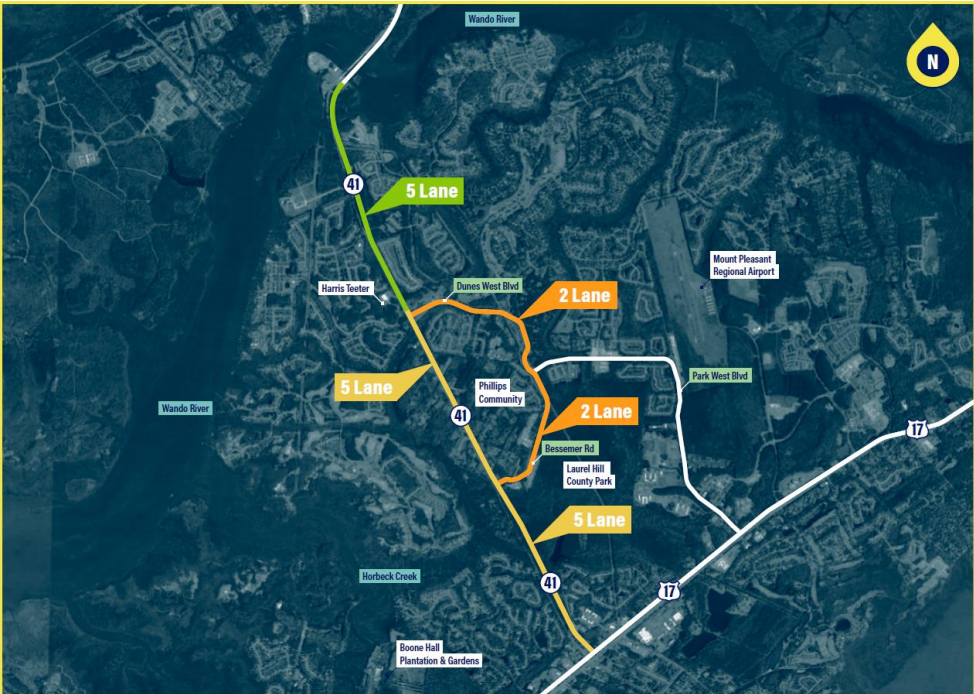 Wando River
N
41
5 Lane
Mount Pleasant
Regional Airport
Harris Teeter
Dunes West Blvd
2 Lane
5 Lane
Phillips
Community
Park West Blvd
Wando River
41
2 Lane
17
Bessemer Rd
Laurel Hill
County Park
5 Lane
Horbeck Creek
41
17
Boone Hall
Plantation & Gardens